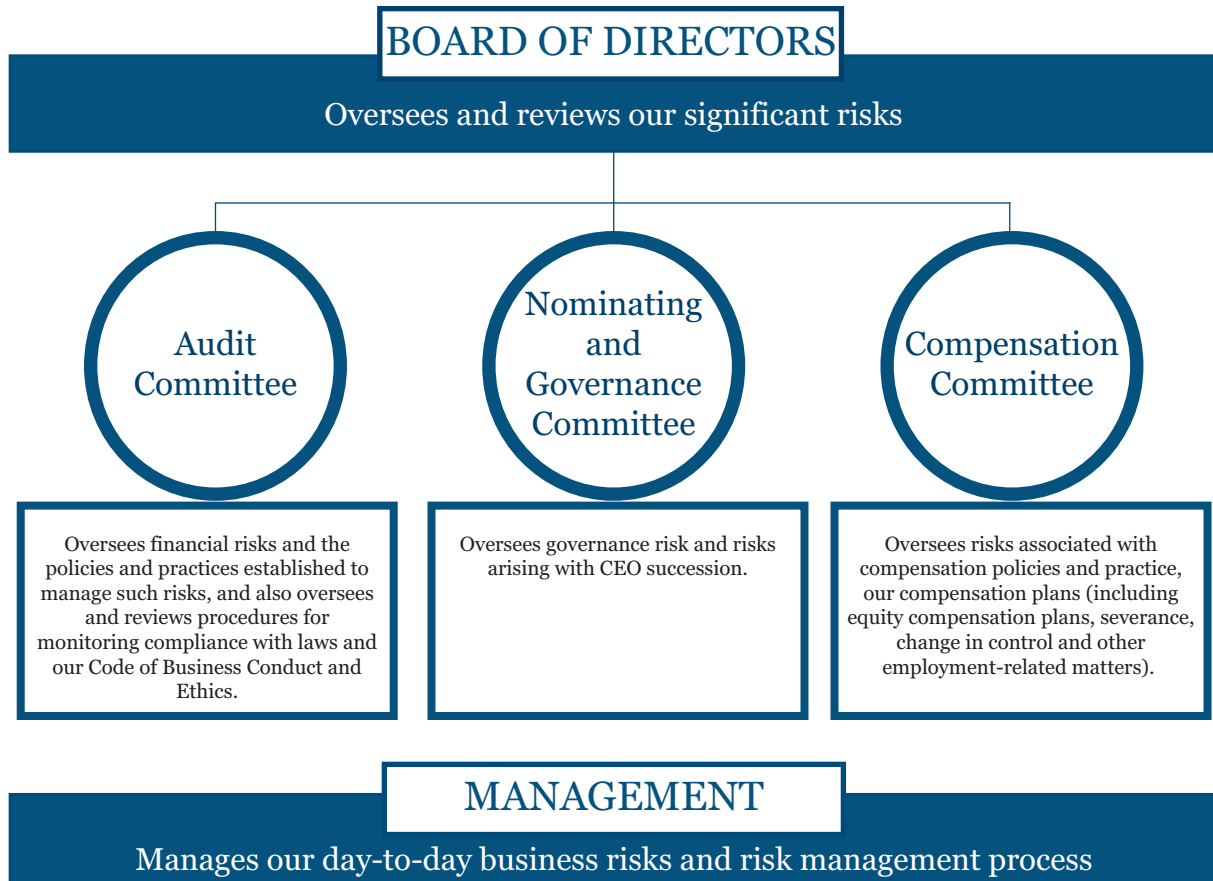 BOARD OF DIRECTORS
Oversees and reviews our significant risks
Audit
Committee
Nominating
and
Governance
Committee
Compensation
Committee
Oversees financial risks and the
policies and practices established to
manage such risks, and also oversees
and reviews procedures for
monitoring compliance with laws and
our Code of Business Conduct and
Ethics.
Oversees governance risk and risks
arising with CEO succession.
Oversees risks associated with
compensation policies and practice,
our compensation plans (including
equity compensation plans, severance,
change in control and other
employment-related matters).
MANAGEMENT
Manages our day-to-day business risks and risk management process